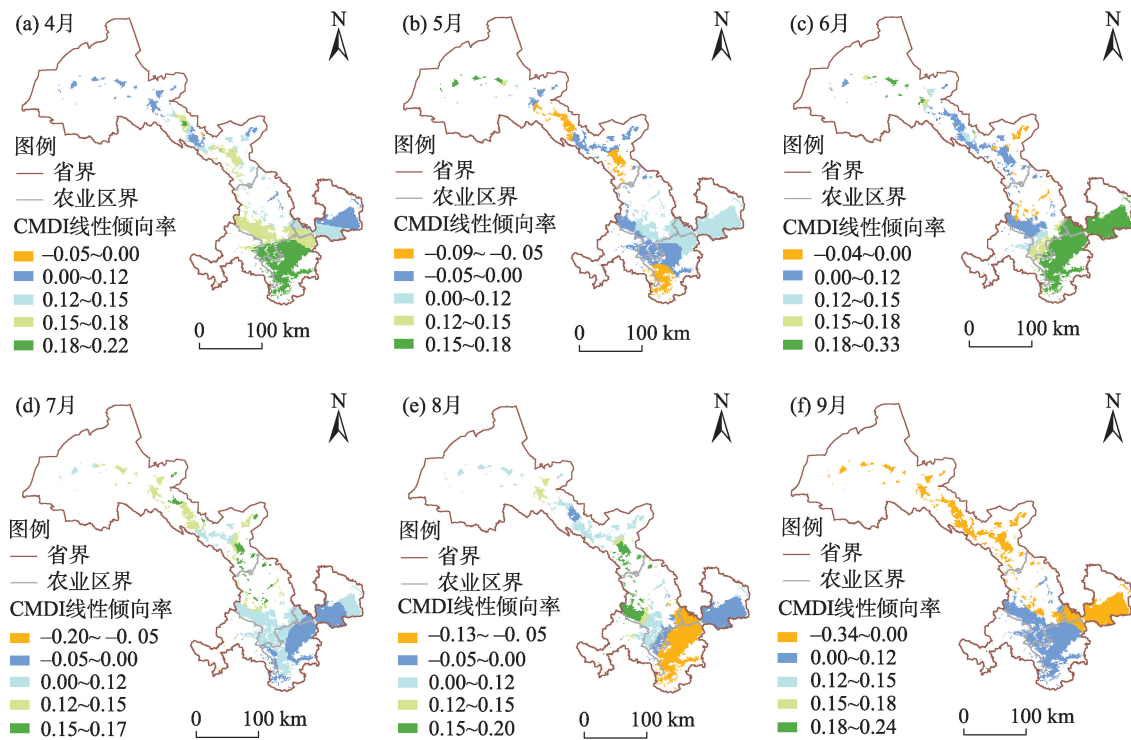 (a) 4月
N
图例
省界
农业区界
CMDI线性倾向率
–0.05~0.00
0.00~0.12
0.12~0.15
0.15~0.18
0.18~0.22
0 100 km
(b) 5月
N
图例
省界
农业区界
CMDI线性倾向率
–0.09~ –0. 05
–0.05~0.00
0.00~0.12
0.12~0.15
0.15~0.18
0 100 km
(c) 6月
N
图例
省界
农业区界
CMDI线性倾向率
–0.04~0.00
0.00~0.12
0.12~0.15
0.15~0.18
0.18~0.33
0 100 km
(d) 7月
N
图例
省界
农业区界
CMDI线性倾向率
–0.20~ –0. 05
–0.05~0.00
0.00~0.12
0.12~0.15
0.15~0.17
0 100 km
(e) 8月
N
图例
省界
农业区界
CMDI线性倾向率
–0.13~ –0. 05
–0.05~0.00
0.00~0.12
0.12~0.15
0.15~0.20
0 100 km
(f) 9月
N
图例
省界
农业区界
CMDI线性倾向率
–0.34~0.00
0.00~0.12
0.12~0.15
0.15~0.18
0.18~0.24
0 100 km